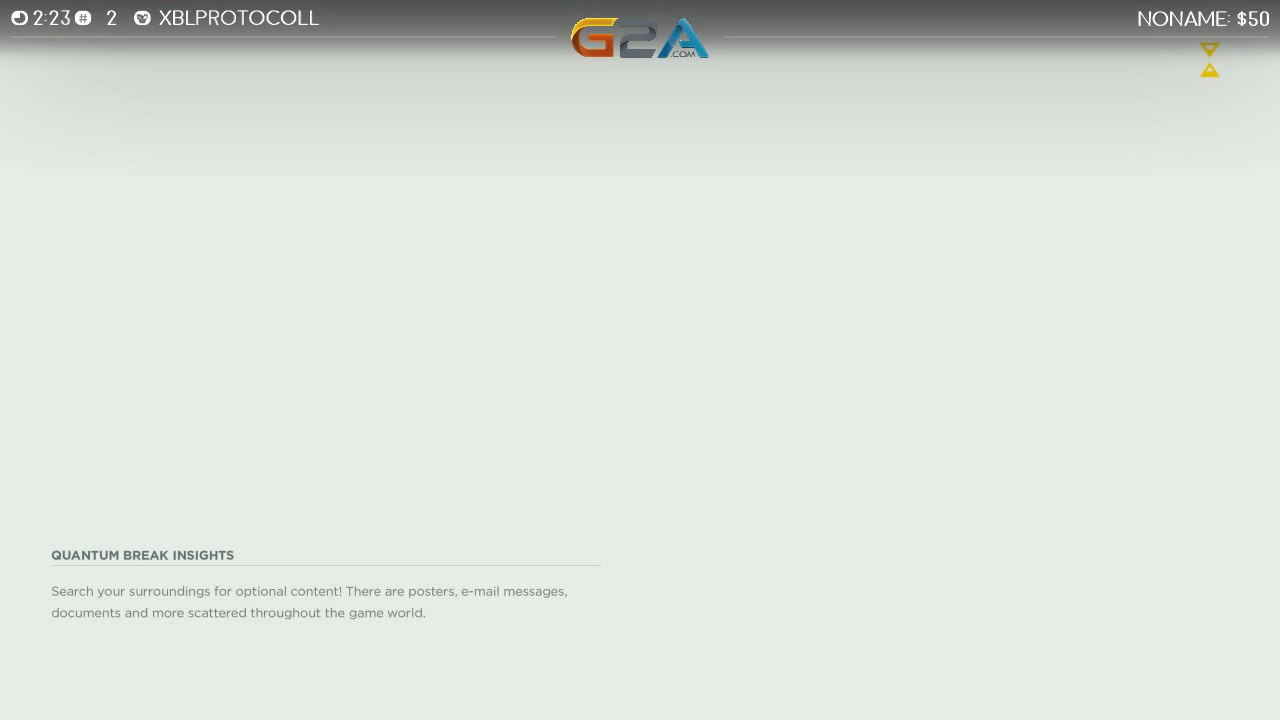 2:23 # 2 XBLPROTOCOLL
G2A
.COM
NONAME: $50
QUANTUM BREAK INSIGHTS
Search your surroundings for optional content! There are posters, e-mail messages,
documents and more scattered throughout the game world.